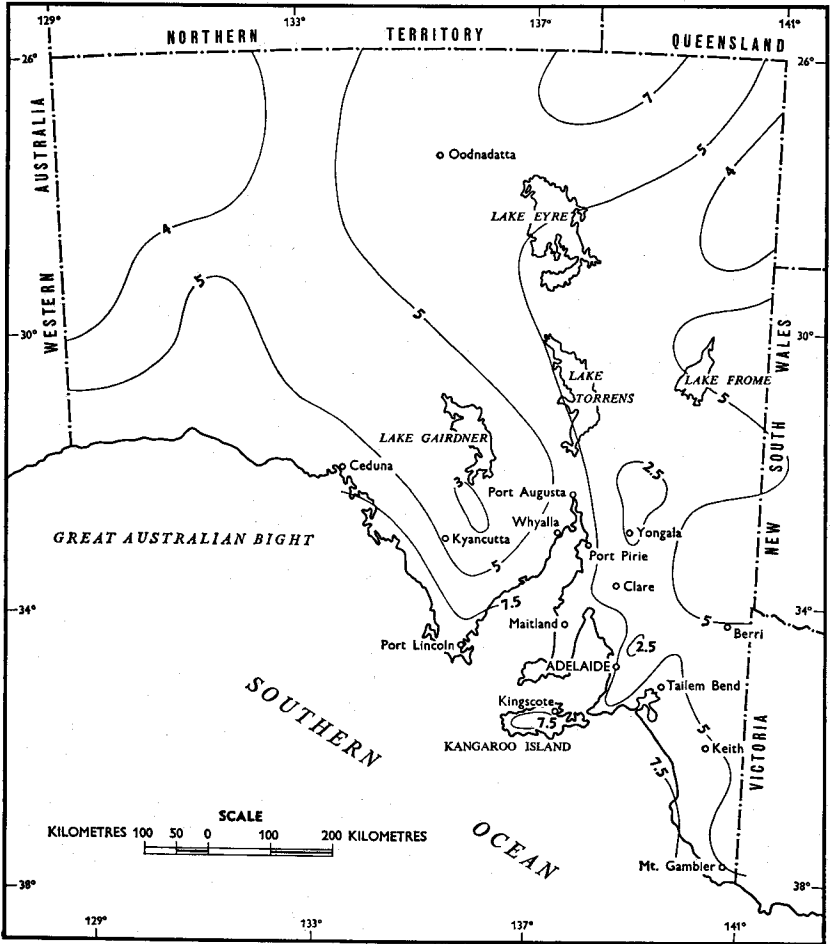 129° 133° 137° 141°
NORTHERN TERRITORY QUEENSLAND
26° 26°
WESTERN AUSTRALIA
7
Oodnadatta
5
4
LAKE EYRE
4
5
5
30° 30°
LAKE TORRENS
LAKE FROME
5
NEW SOUTH WALES
LAKE GAIRDNER
Ceduna
3
Port Augusta
2.5
Whyalla
Yongala
GREAT AUSTRALIAN BIGHT
Kyancutta
Port Pirie
5
Clare
7.5
34° 34°
Maitland
5
Berri
Port Lincoln
2.5
ADELAIDE
Tailem Bend
Kingscote
7.5
5
KANGAROO ISLAND
Keith
7.5
VICTORIA
SOUTHERN OCEAN
SCALE
KILOMETRES 100 50 0 100 200 KILOMETRES
Mt. Gambier
38° 38°
129° 133° 137° 141°